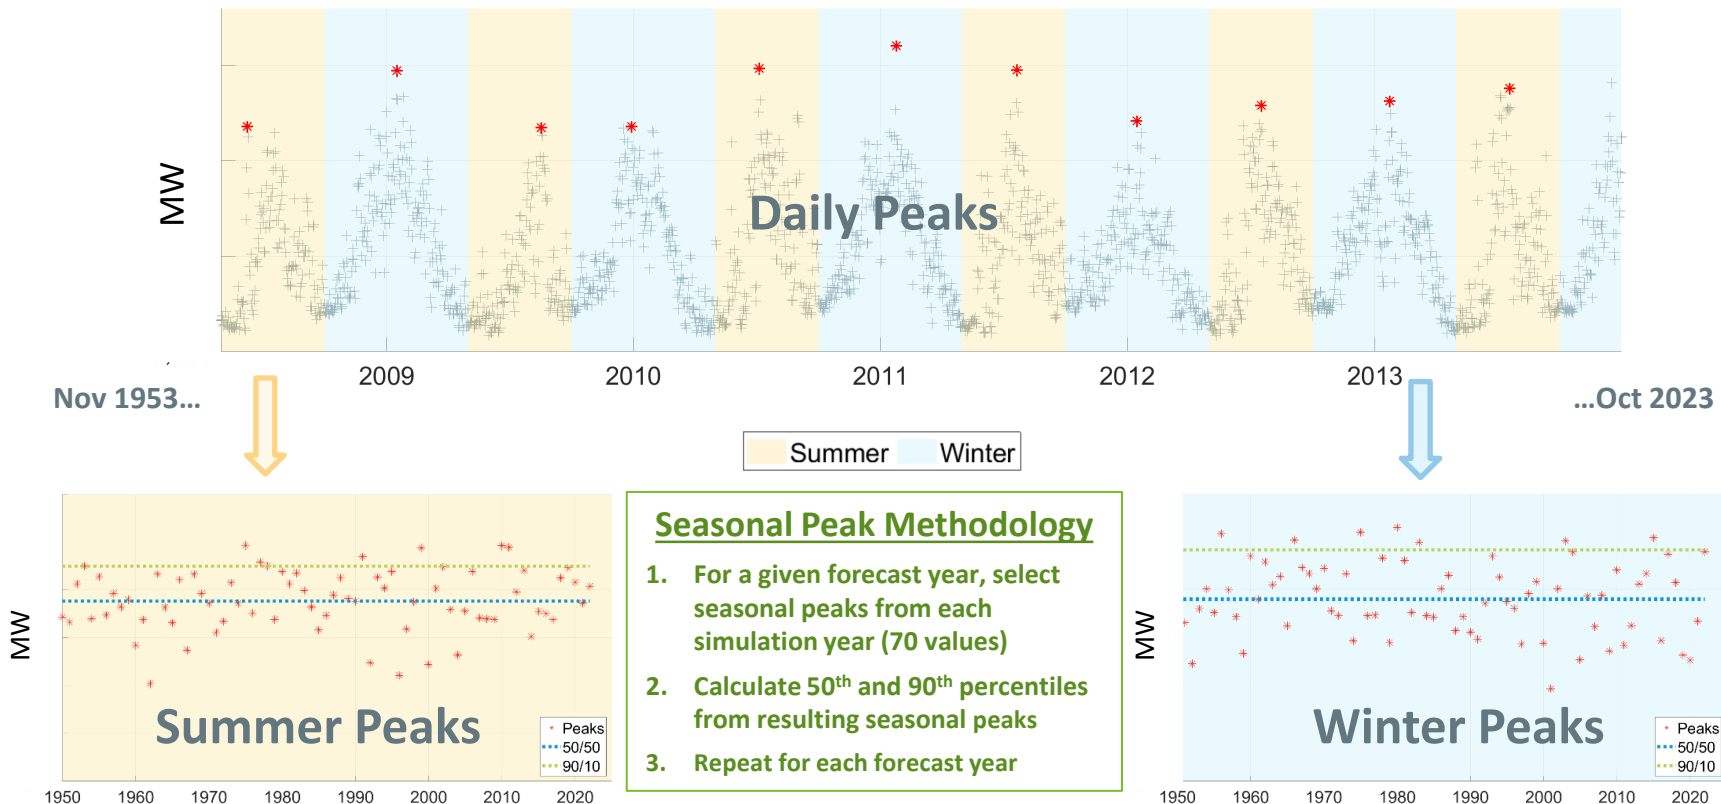 MW
Daily Peaks
2009
2010
2011
2012
2013
Nov 1953...
...Oct 2023
Summer
Winter
MW
Summer Peaks
Peaks
50/50
90/10
1950
1960
1970
1980
1990
2000
2010
2020
Seasonal Peak Methodology
1. For a given forecast year, select
seasonal peaks from each
simulation year (70 values)
2. Calculate 50th and 90th percentiles
from resulting seasonal peaks
3. Repeat for each forecast year
MW
Winter Peaks
Peaks
50/50
90/10
1950
1960
1970
1980
1990
2000
2010
2020